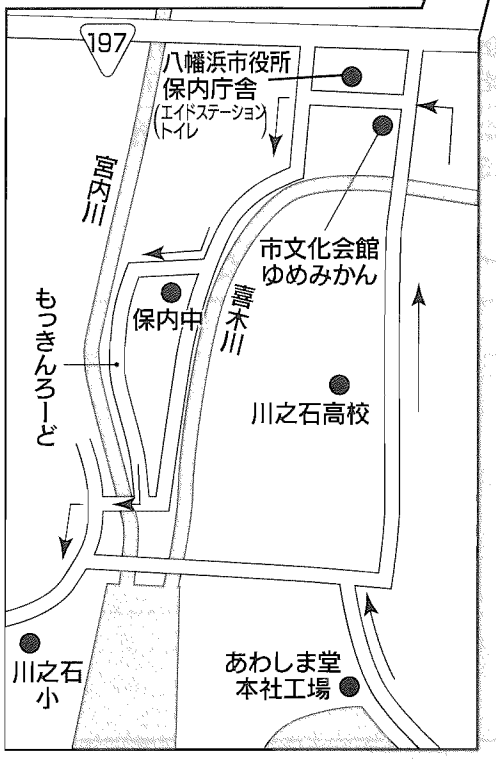 197
八幡浜市役所
保内庁舎
(エイドステーション
トイレ)
宮内川
市文化会館
ゆめみかん
保内中
喜木川
もっきんろーど
川之石高校
川之石
小
あわしま堂
本社工場